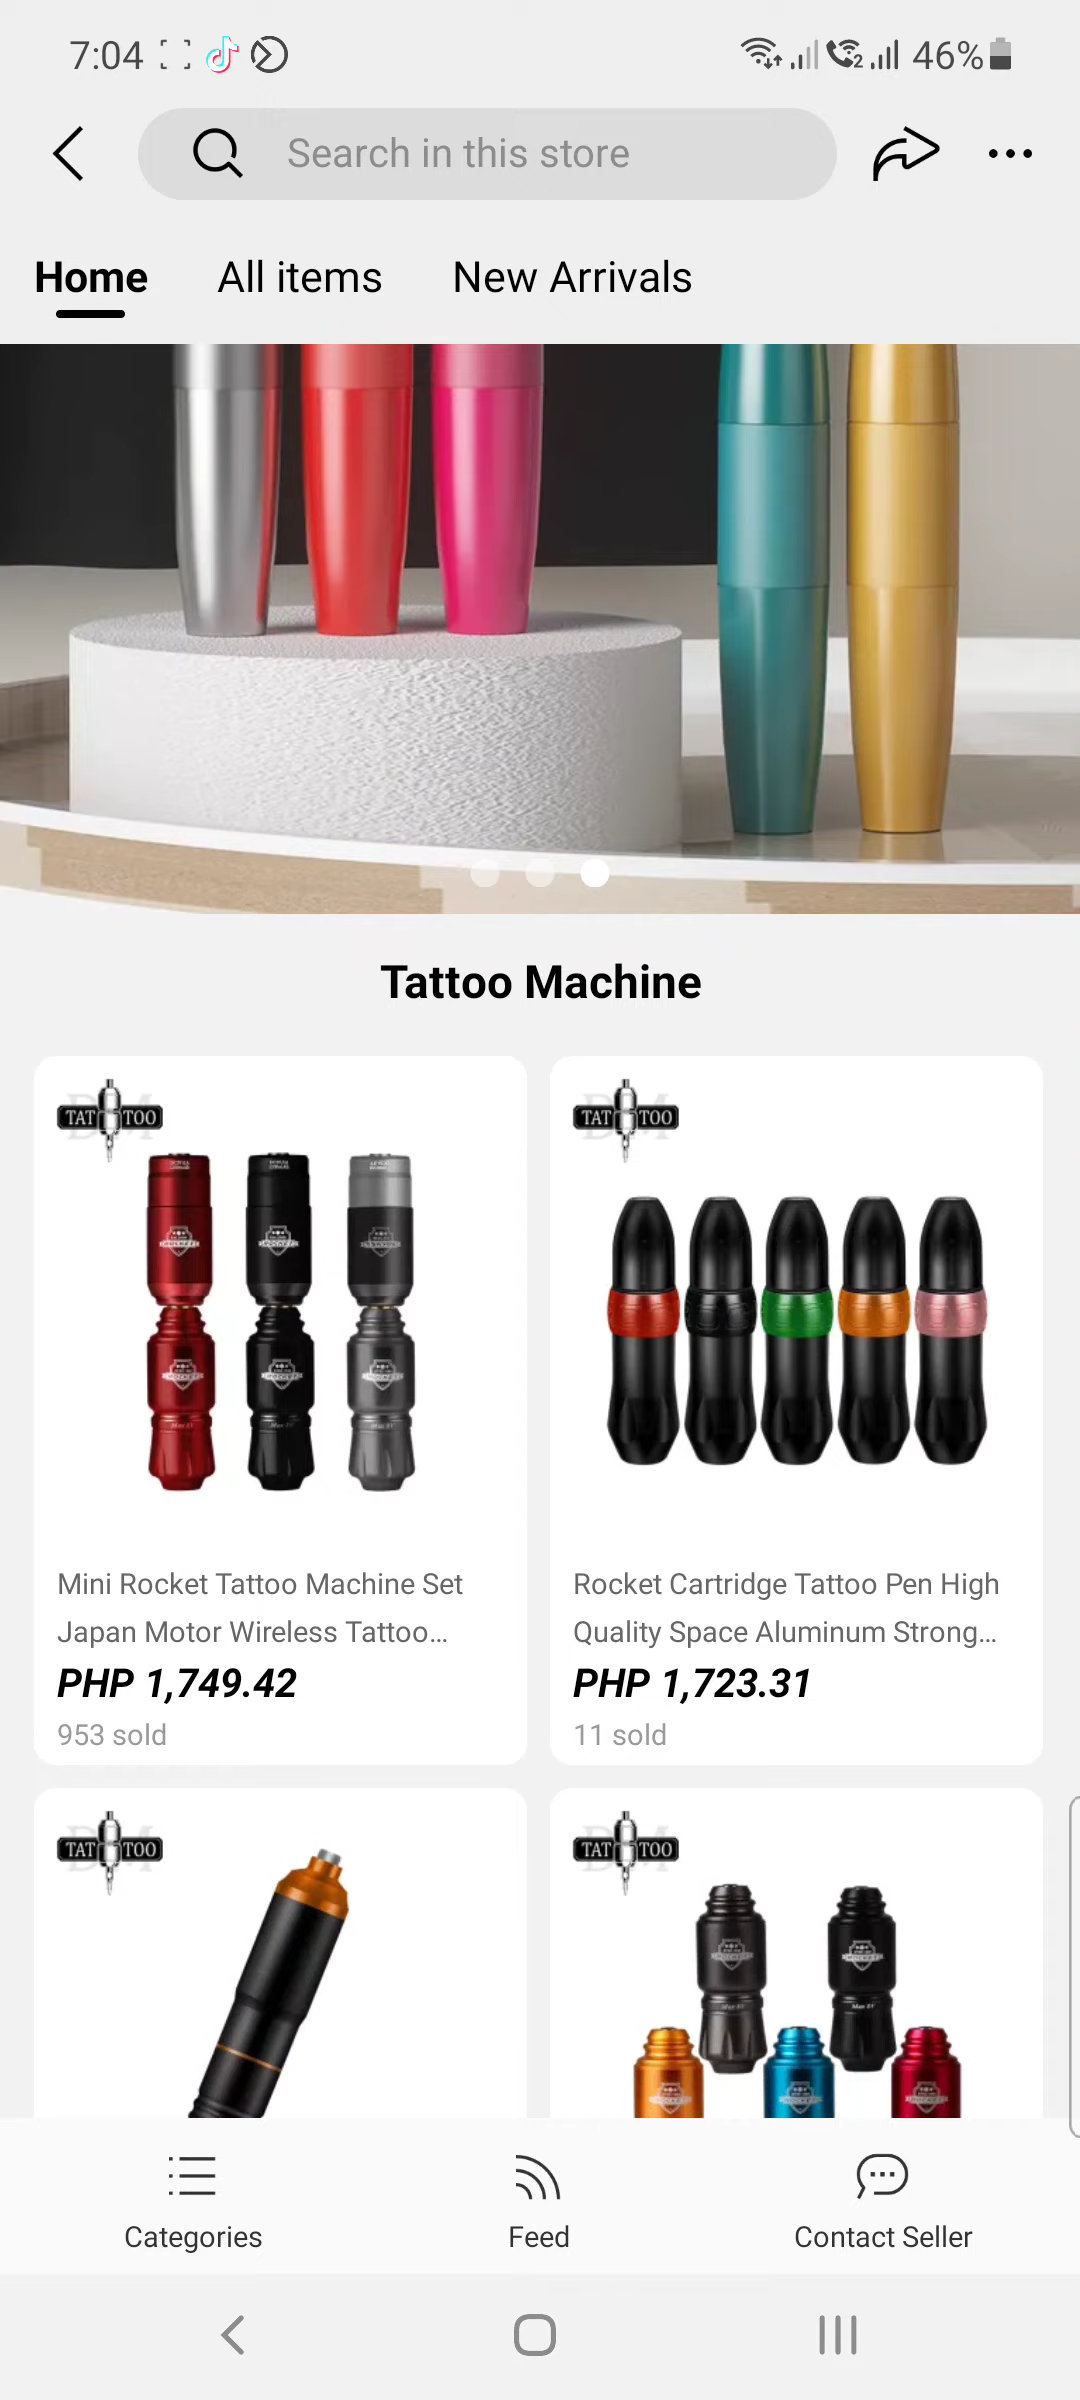 7:04
46%
Search in this store
Home
All items
New Arrivals
Tattoo Machine
TAT TOO
TAT TOO
Mini Rocket Tattoo Machine Set
Japan Motor Wireless Tattoo...
PHP 1,749.42
953 sold
Rocket Cartridge Tattoo Pen High
Quality Space Aluminum Strong...
PHP 1,723.31
11 sold
TAT TOO
TAT TOO
Categories
Feed
Contact Seller